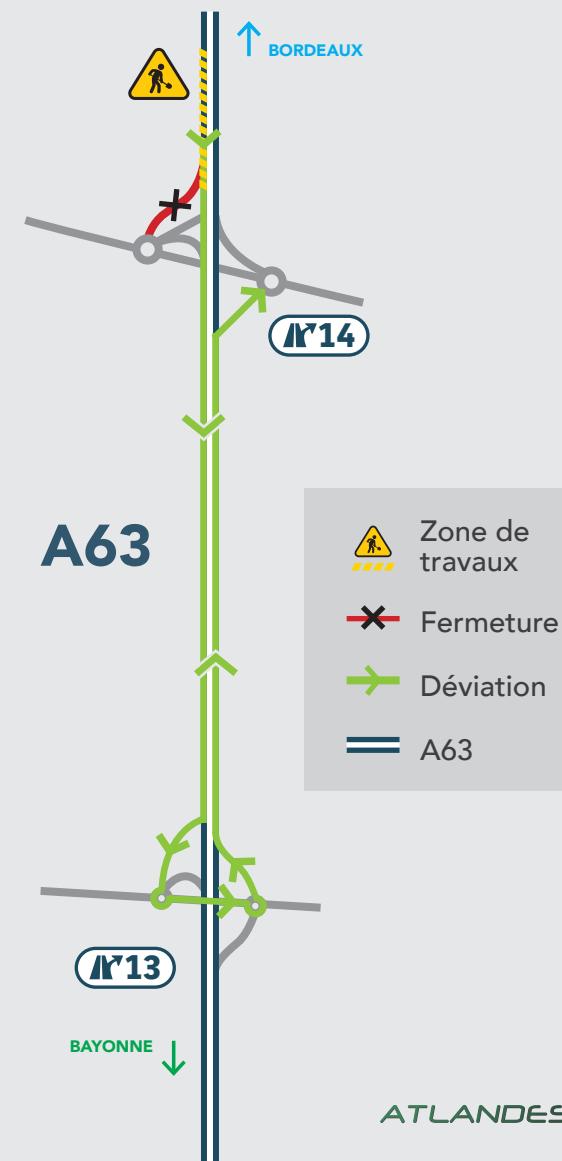 BORDEAUX
14
A63
Zone de
travaux
Fermeture
Déviation
A63
13
BAYONNE
ATLANDES